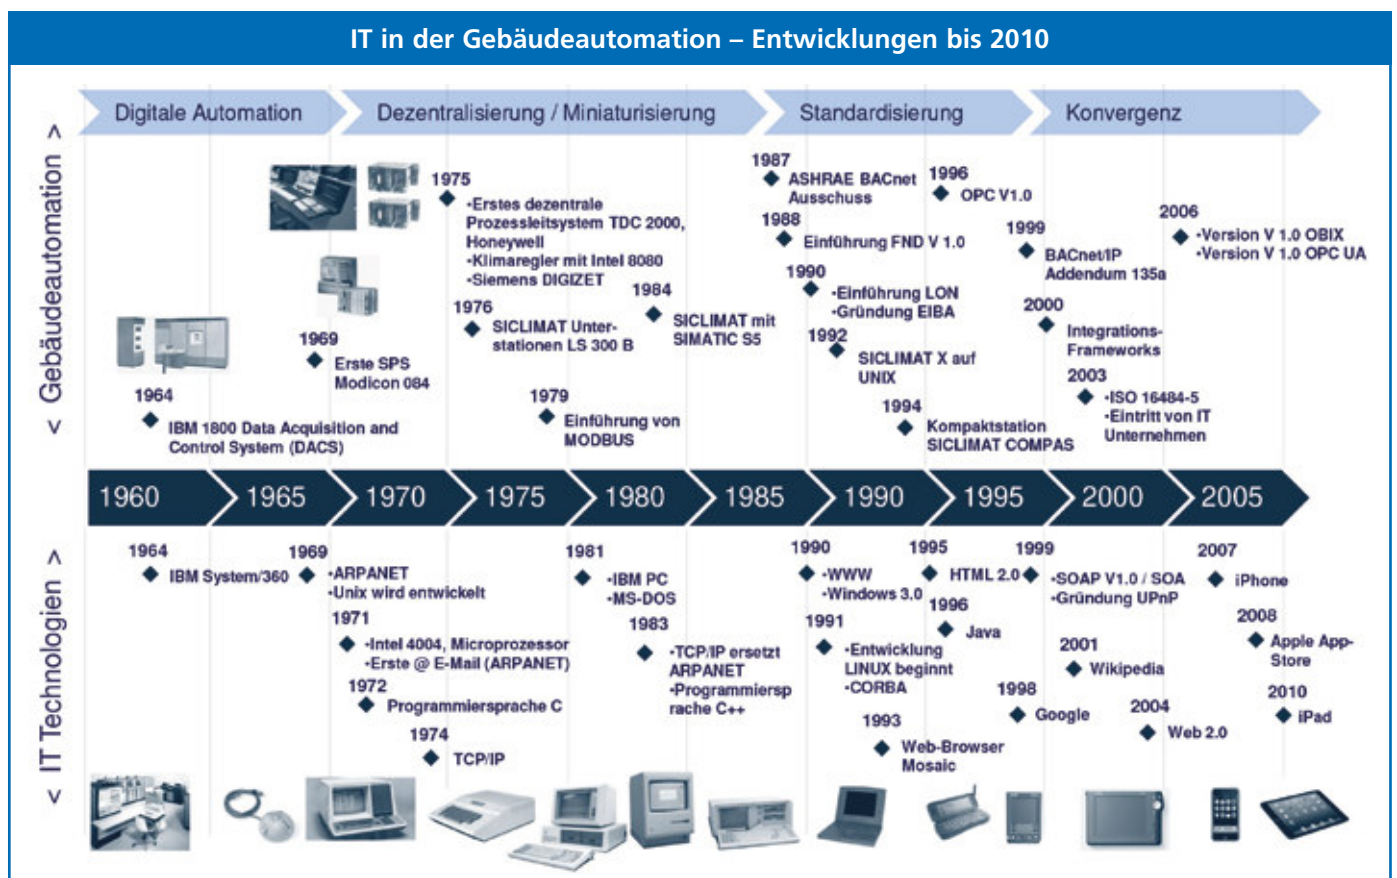 IT in der Gebäudeautomation – Entwicklungen bis 2010
Digitale Automation
Dezentralisierung / Miniaturisierung
Standardisierung
Konvergenz
< Gebäudeautomation >
1964
IBM 1800 Data Acquisition and
Control System (DACS)
1969
Erste SPS
Modicon 084
1975
•Erstes dezentrale
Prozessleitsystem TDC 2000,
Honeywell
•Klimaregler mit Intel 8080
•Siemens DIGIZET
1976
SICLIMAT Unter-
stationen LS 300 B
1979
Einführung von
MODBUS
1984
SICLIMAT mit
SIMATIC S5
1987
ASHRAE BACnet
Ausschuss
1988
Einführung FND V 1.0
1990
•Einführung LON
•Gründung EIBA
1992
SICLIMAT X auf
UNIX
1994
Kompaktstation
SICLIMAT COMPAS
1996
OPC V1.0
1999
BACnet/IP
Addendum 135a
2000
Integrations-
Frameworks
2003
•ISO 16484-5
•Eintritt von IT
Unternehmen
2006
•Version V 1.0 OBIX
•Version V 1.0 OPC UA
1960
1965
1970
1975
1980
1985
1990
1995
2000
2005
< IT Technologien >
1964
IBM System/360
1969
•ARPANET
•Unix wird entwickelt
1971
•Intel 4004, Microprozessor
•Erste @ E-Mail (ARPANET)
1972
Programmiersprache C
1974
TCP/IP
1981
•IBM PC
•MS-DOS
1983
•TCP/IP ersetzt
ARPANET
•Programmiersp
rache C++
1990
•WWW
•Windows 3.0
1991
•Entwicklung
LINUX beginnt
•CORBA
1993
Web-Browser
Mosaic
1995
HTML 2.0
1996
Java
1998
Google
1999
•SOAP V1.0 / SOA
•Gründung UPnP
2001
Wikipedia
2004
Web 2.0
2007
iPhone
2008
Apple App-
Store
2010
iPad